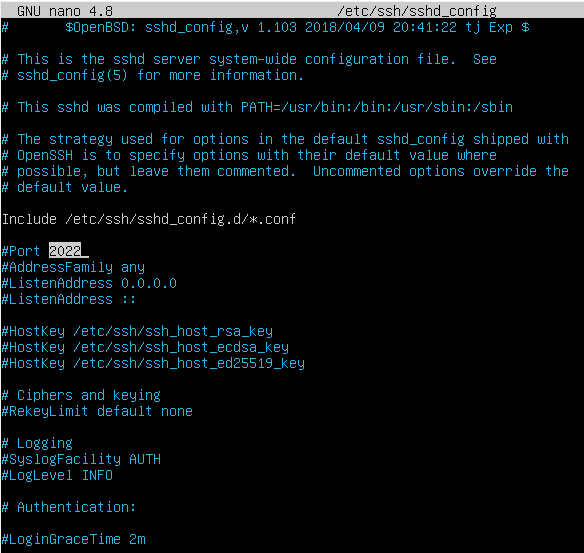 GNU nano 4.8 /etc/ssh/sshd_config
# $OpenBSD: sshd_config,v 1.103 2018/04/09 20:41:22 tj Exp $
# This is the sshd server system-wide configuration file. See
# sshd_config(5) for more information.
# This sshd was compiled with PATH=/usr/bin:/bin:/usr/sbin:/sbin
# The strategy used for options in the default sshd_config shipped with
# OpenSSH is to specify options with their default value where
# possible, but leave them commented. Uncommented options override the
# default value.
Include /etc/ssh/sshd_config.d/*.conf
#Port 2022
#AddressFamily any
#ListenAddress 0.0.0.0
#ListenAddress ::
#HostKey /etc/ssh/ssh_host_rsa_key
#HostKey /etc/ssh/ssh_host_ecdsa_key
#HostKey /etc/ssh/ssh_host_ed25519_key
# Ciphers and keying
#RekeyLimit default none
# Logging
#SyslogFacility AUTH
#LogLevel INFO
# Authentication:
#LoginGraceTime 2m